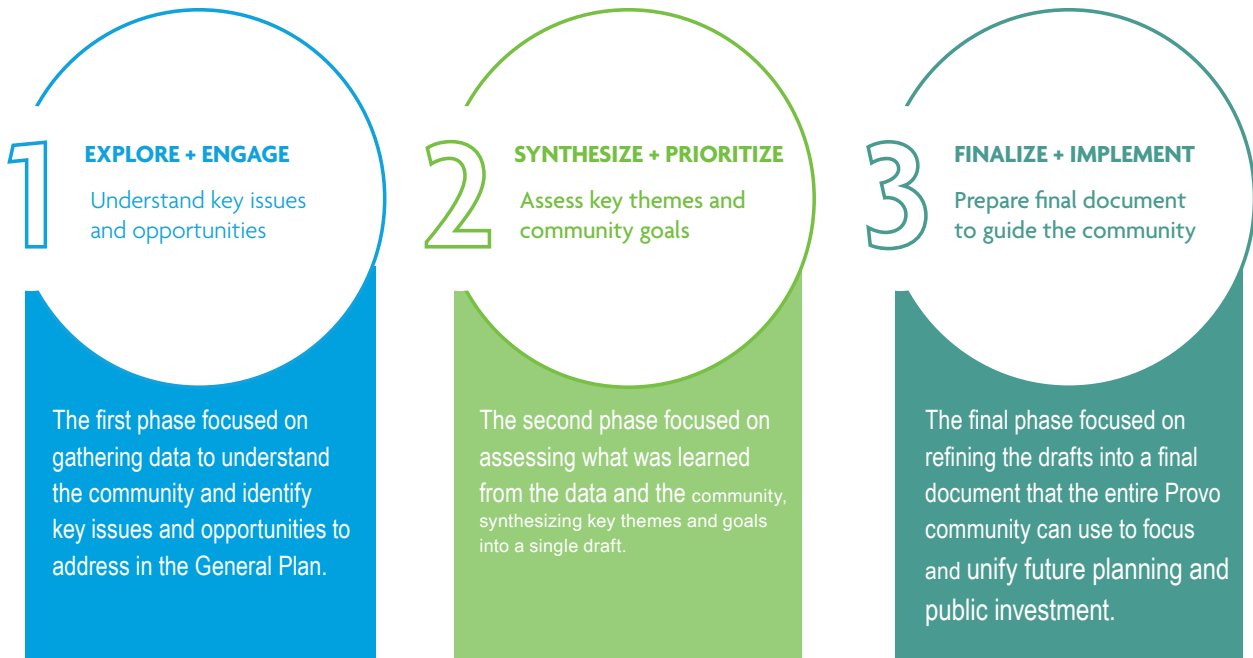 1
EXPLORE + ENGAGE
Understand key issues
and opportunities
The first phase focused on
gathering data to understand
the community and identify
key issues and opportunities to
address in the General Plan.
2
SYNTHESIZE + PRIORITIZE
Assess key themes and
community goals
The second phase focused on
assessing what was learned
from the data and the community,
synthesizing key themes and goals
into a single draft.
3
FINALIZE + IMPLEMENT
Prepare final document
to guide the community
The final phase focused on
refining the drafts into a final
document that the entire Provo
community can use to focus
and unify future planning and
public investment.